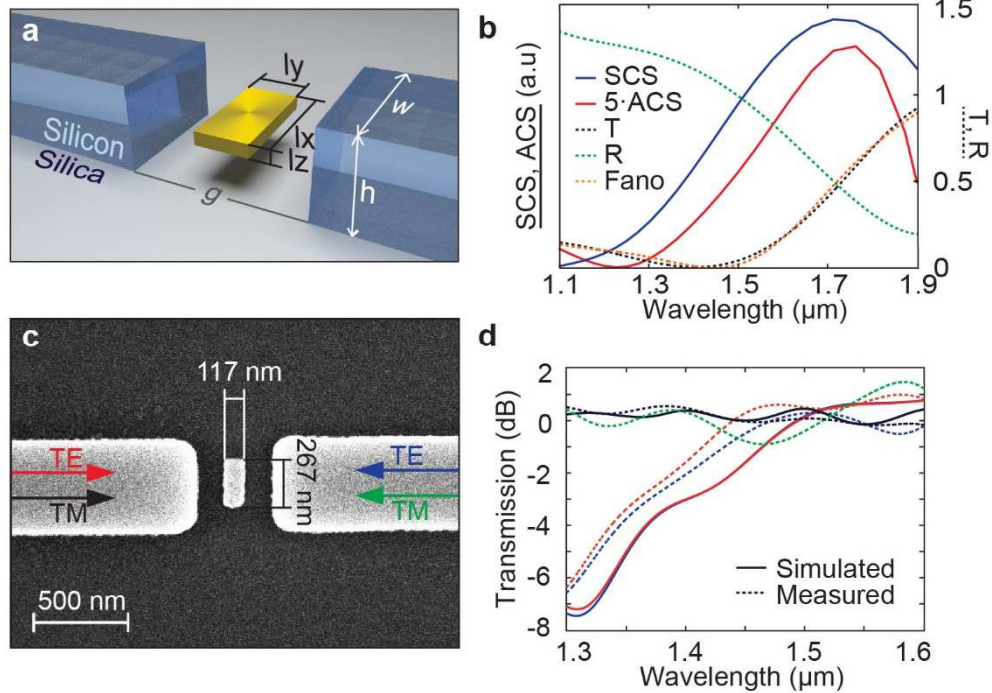 a
Silicon
Silica
ly
lx
lz
w
h
g
b
SCS, ACS (a.u)
SCS
5·ACS
T
R
Fano
1.5
1
0.5
0
T, R
1.1 1.3 1.5 1.7 1.9
Wavelength (µm)
c
117 nm
267 nm
TE
TM
TE
TM
500 nm
d
Transmission (dB)
2
0
-2
-4
-6
-8
Simulated
Measured
1.3 1.4 1.5 1.6
Wavelength (µm)